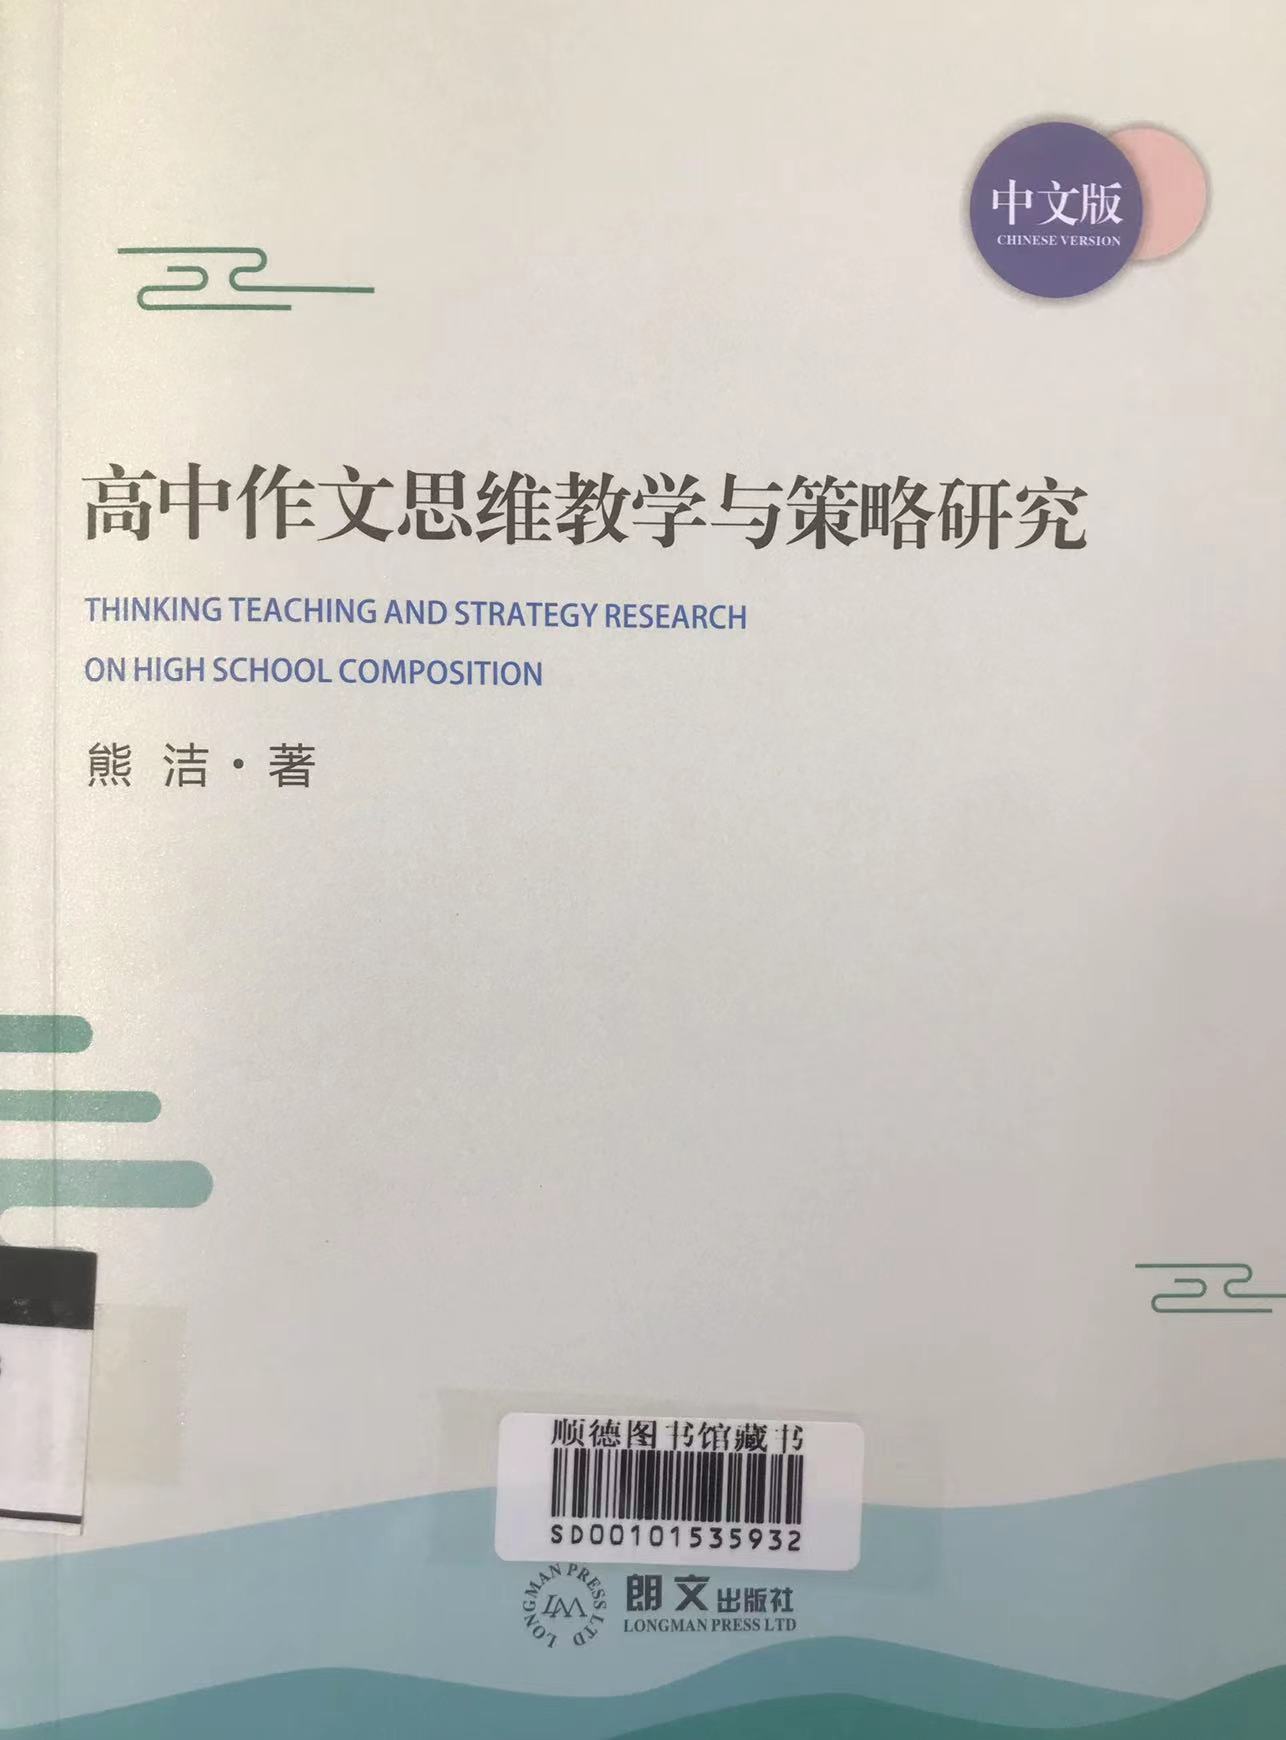 中文版
CHINESE VERSION
高中作文思维教学与策略研究
THINKING TEACHING AND STRATEGY RESEARCH
ON HIGH SCHOOL COMPOSITION
熊 洁·著
顺德图书馆藏书
SD00101535932
LONGMAN PRESS LTD
LM
朗文出版社
LONGMAN PRESS LTD